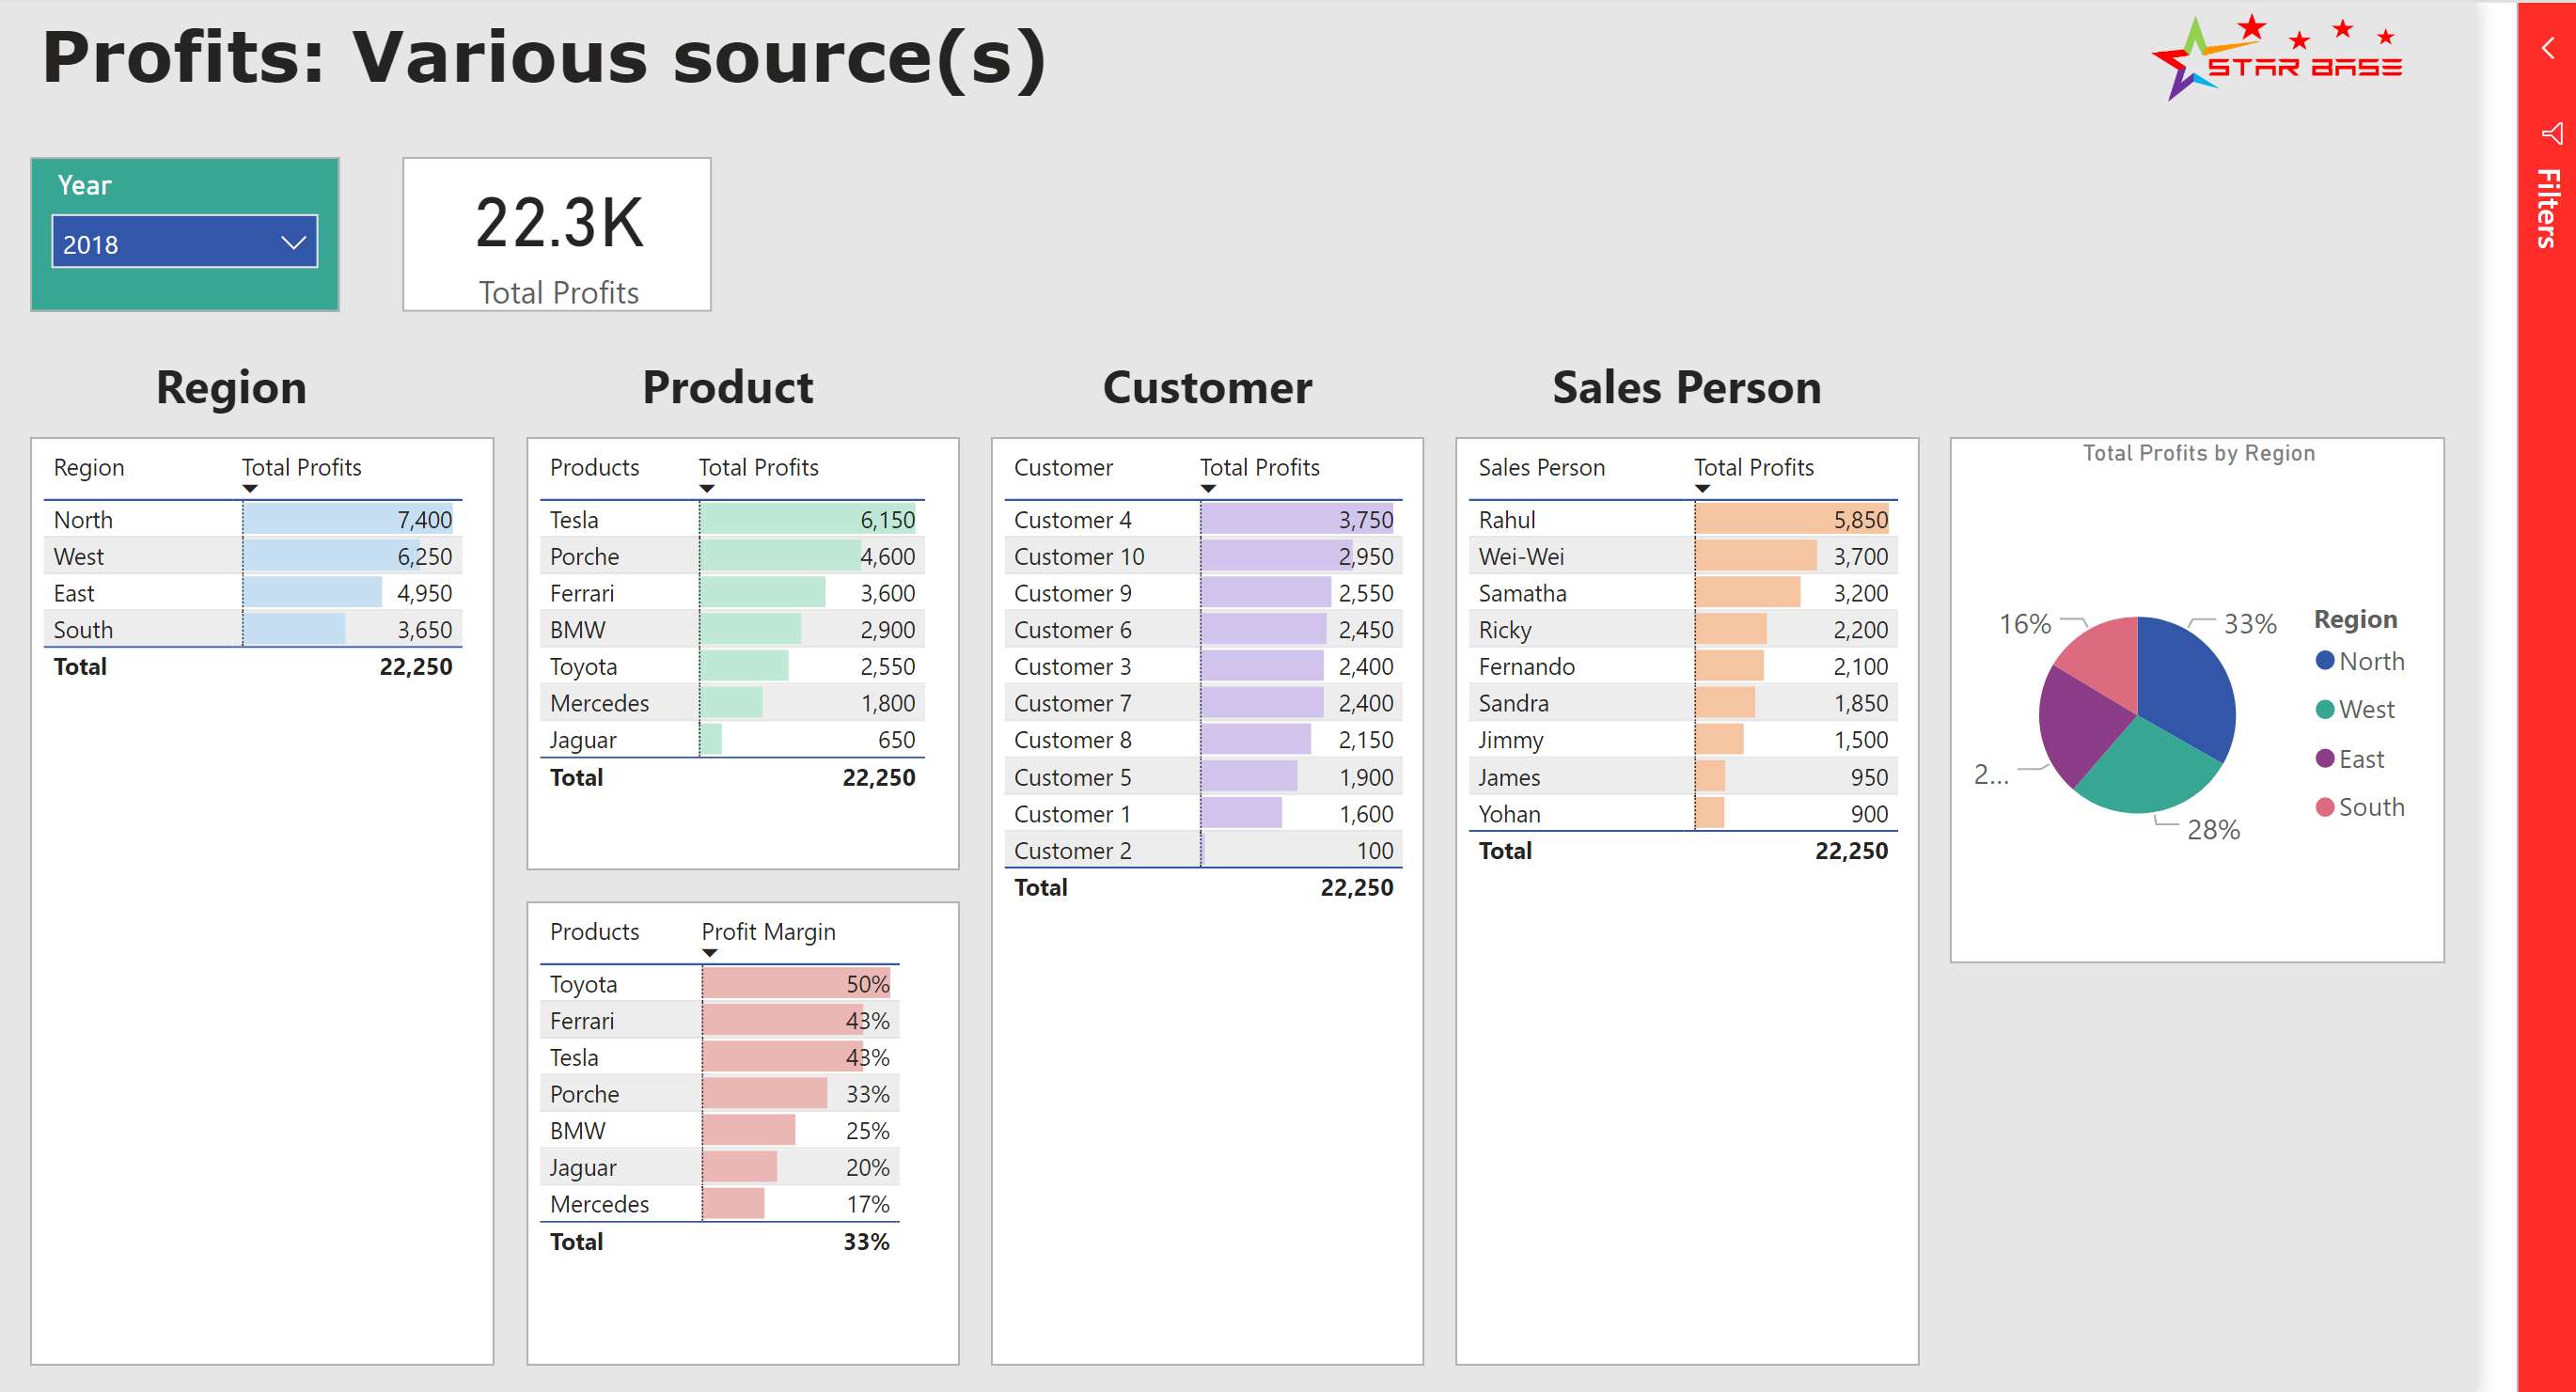 Profits: Various source(s)
STAR BASE
Filters
Year
2018
22.3K
Total Profits
Region
Region Total Profits
North 7,400
West 6,250
East 4,950
South 3,650
Total 22,250
Product
Products Total Profits
Tesla 6,150
Porche 4,600
Ferrari 3,600
BMW 2,900
Toyota 2,550
Mercedes 1,800
Jaguar 650
Total 22,250
Products Profit Margin
Toyota 50%
Ferrari 43%
Tesla 43%
Porche 33%
BMW 25%
Jaguar 20%
Mercedes 17%
Total 33%
Customer
Customer Total Profits
Customer 4 3,750
Customer 10 2,950
Customer 9 2,550
Customer 6 2,450
Customer 3 2,400
Customer 7 2,400
Customer 8 2,150
Customer 5 1,900
Customer 1 1,600
Customer 2 100
Total 22,250
Sales Person
Sales Person Total Profits
Rahul 5,850
Wei-Wei 3,700
Samatha 3,200
Ricky 2,200
Fernando 2,100
Sandra 1,850
Jimmy 1,500
James 950
Yohan 900
Total 22,250
Total Profits by Region
16%
33%
2...
28%
Region
North
West
East
South